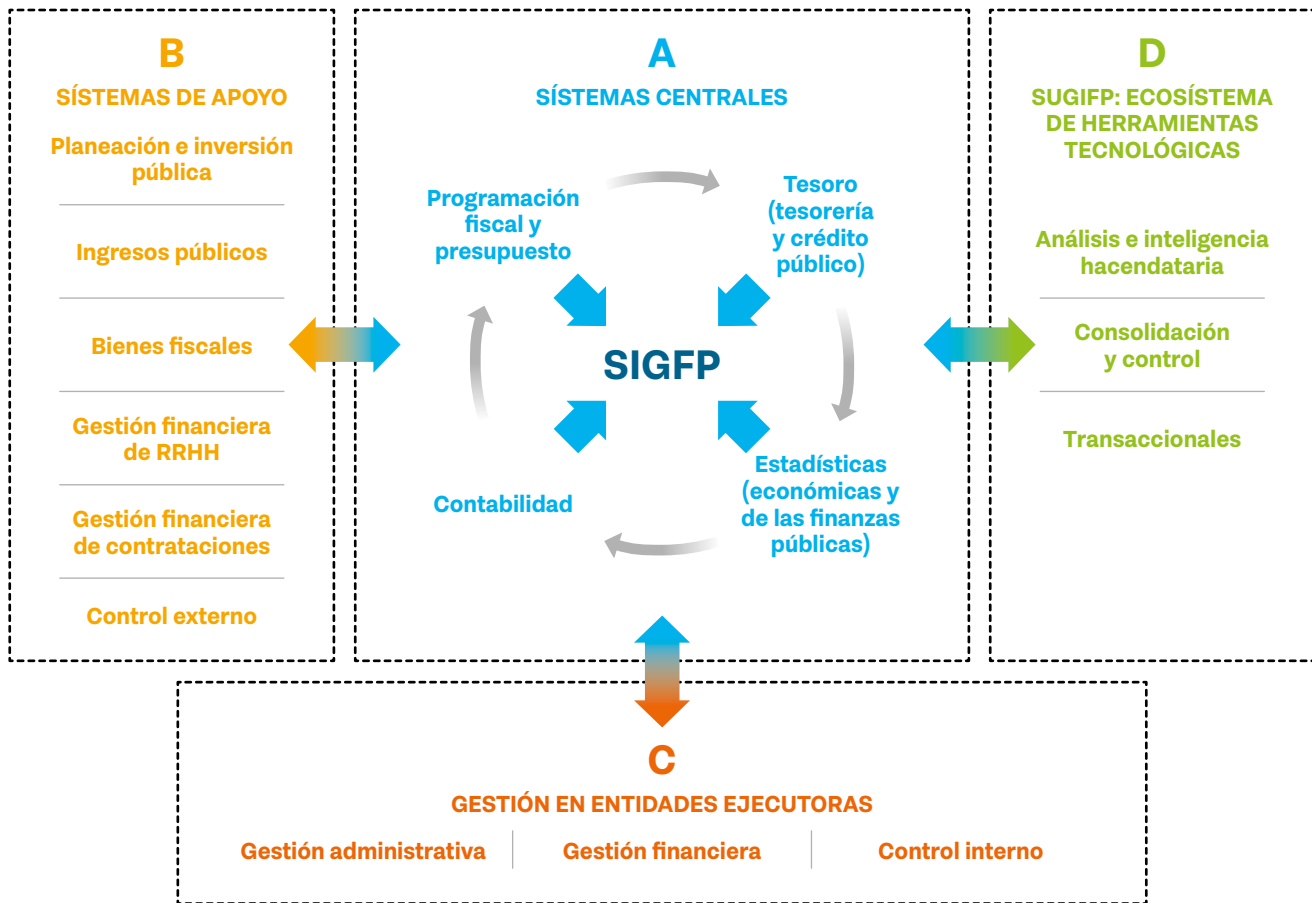 B
SÍSTEMAS DE APOYO
Planeación e inversión
pública
Ingresos públicos
Bienes fiscales
Gestión financiera
de RRHH
Gestión financiera
de contrataciones
Control externo
A
SÍSTEMAS CENTRALES
Programación
fiscal y
presupuesto
Tesoro
(tesorería
y crédito
público)
SIGFP
Contabilidad
Estadísticas
(económicas y
de las finanzas
públicas)
D
SUGIFP: ECOSÍSTEMA
DE HERRAMIENTAS
TECNOLÓGICAS
Análisis e inteligencia
hacendataria
Consolidación
y control
Transaccionales
C
GESTIÓN EN ENTIDADES EJECUTORAS
Gestión administrativa
Gestión financiera
Control interno